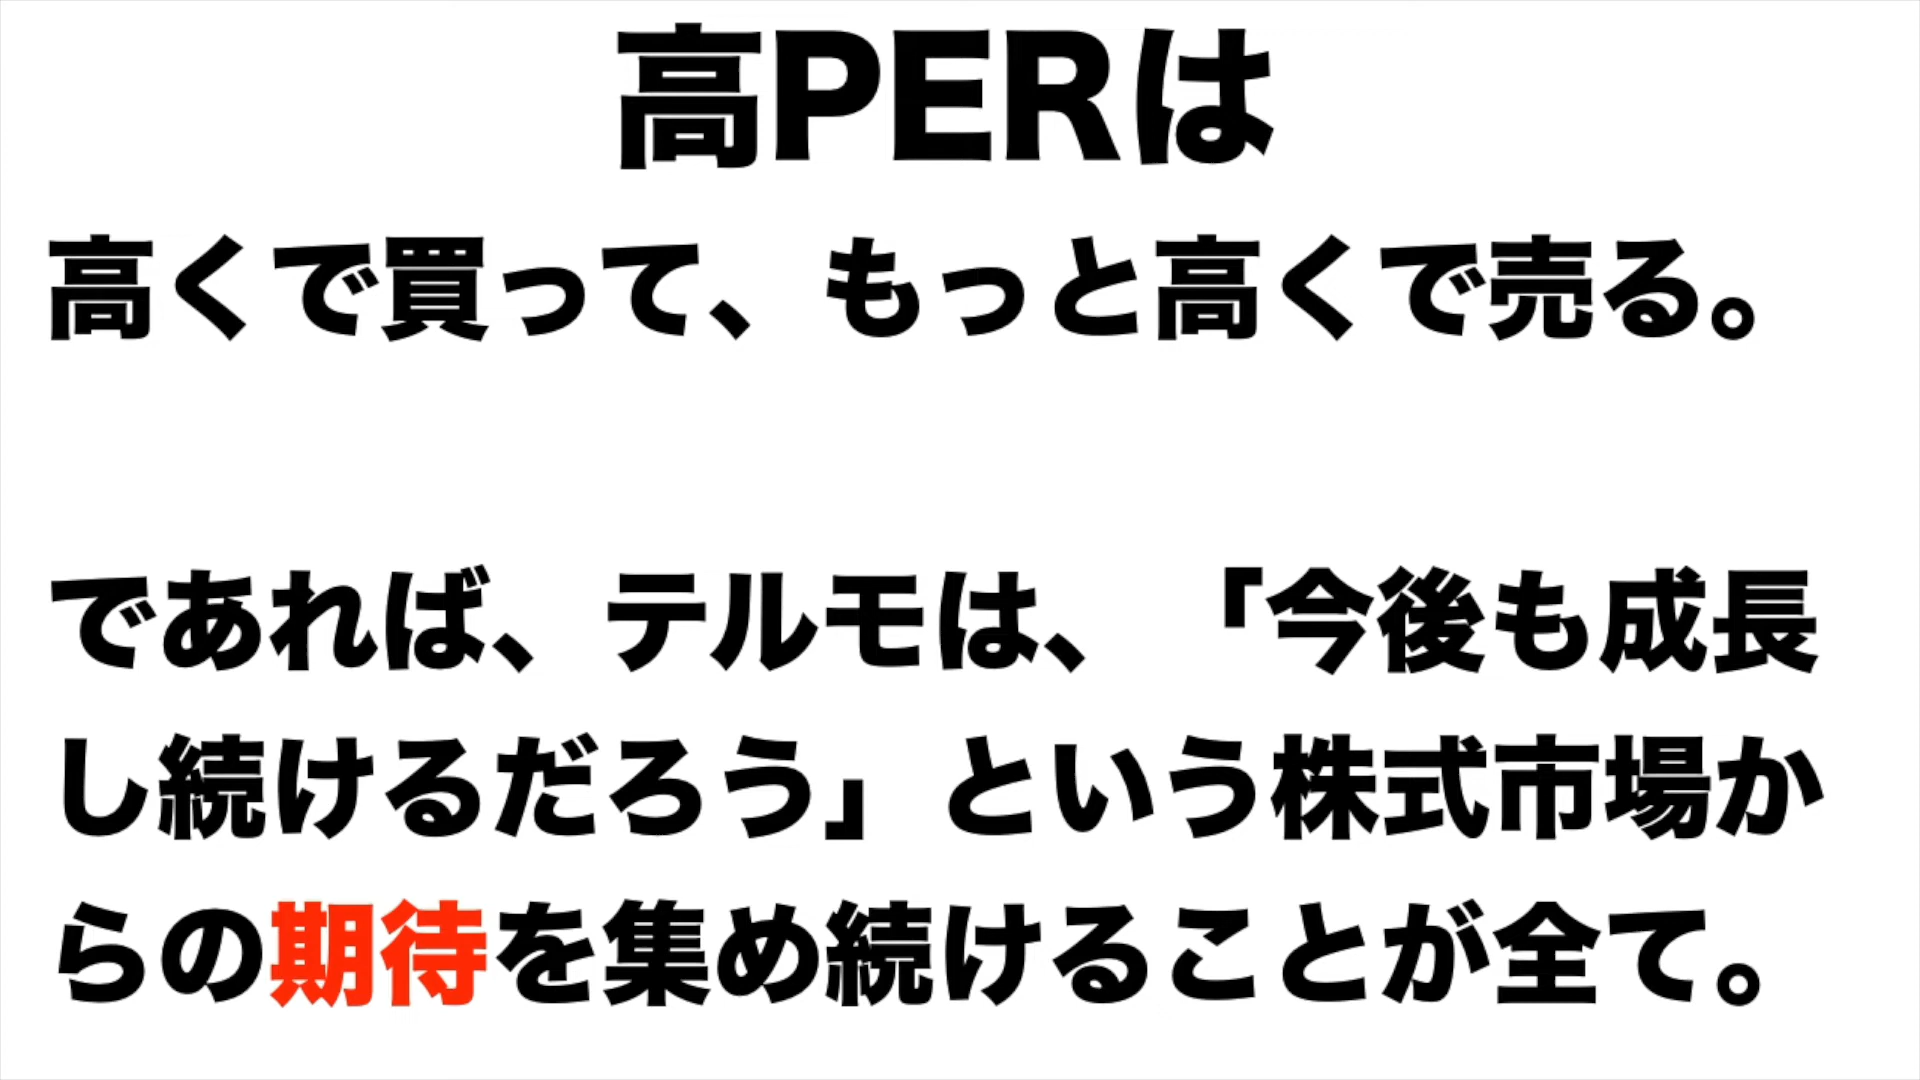 高PERは
高くで買って、もっと高くで売る。
であれば、テルモは、「今後も成長
し続けるだろう」という株式市場か
らの期待を集め続けることが全て。